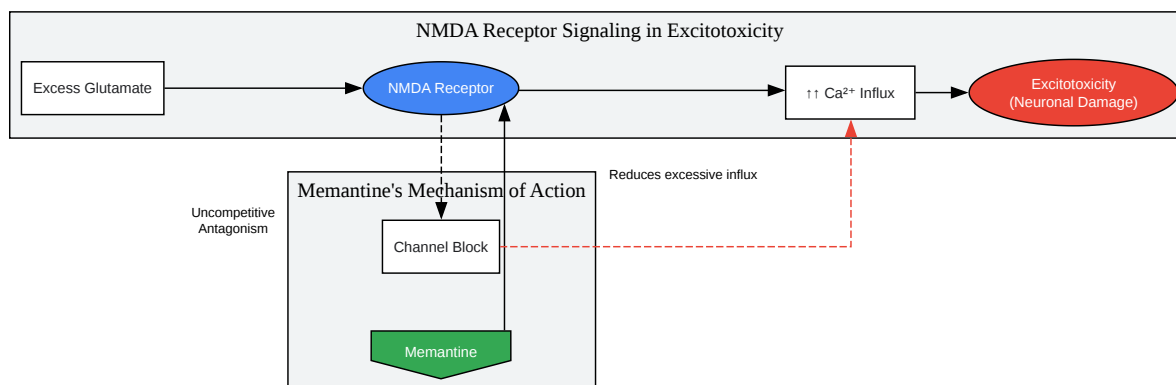 NMDA Receptor Signaling in Excitotoxicity
Excess Glutamate
NMDA Receptor
↑↑ Ca²⁺ Influx
Excitotoxicity
(Neuronal Damage)
Memantine's Mechanism of Action
Reduces excessive influx
Uncompetitive
Antagonism
Channel Block
Memantine